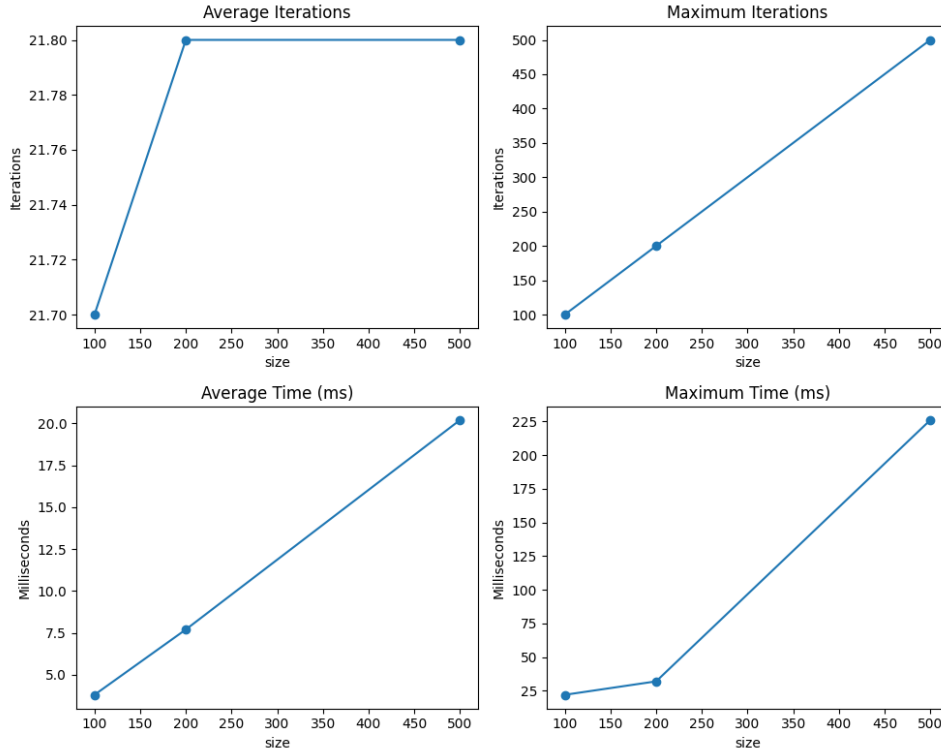 Average Iterations
21.80
21.78
21.76
21.74
21.72
21.70
Iterations
100 150 200 250 300 350 400 450 500
size
Maximum Iterations
500
450
400
350
300
250
200
150
100
Iterations
100 150 200 250 300 350 400 450 500
size
Average Time (ms)
20.0
17.5
15.0
12.5
10.0
7.5
5.0
Milliseconds
100 150 200 250 300 350 400 450 500
size
Maximum Time (ms)
225
200
175
150
125
100
75
50
25
Milliseconds
100 150 200 250 300 350 400 450 500
size